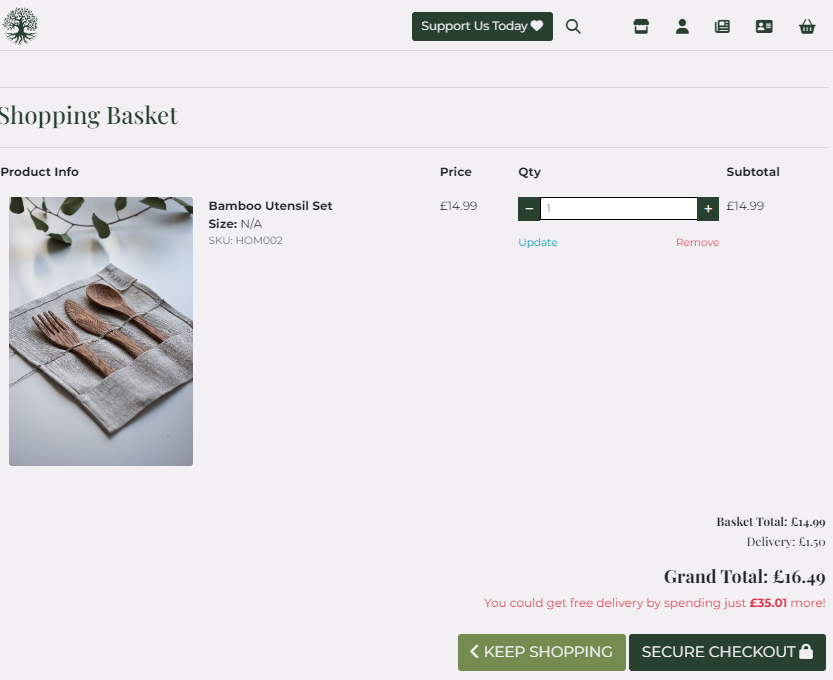 Support Us Today
Shopping Basket
Product Info Price Qty Subtotal
Bamboo Utensil Set £14.99 − 1 + £14.99
Size: N/A
SKU: HOM002
Update Remove
Basket Total: £14.99
Delivery: £1.50
Grand Total: £16.49
You could get free delivery by spending just £35.01 more!
KEEP SHOPPING SECURE CHECKOUT